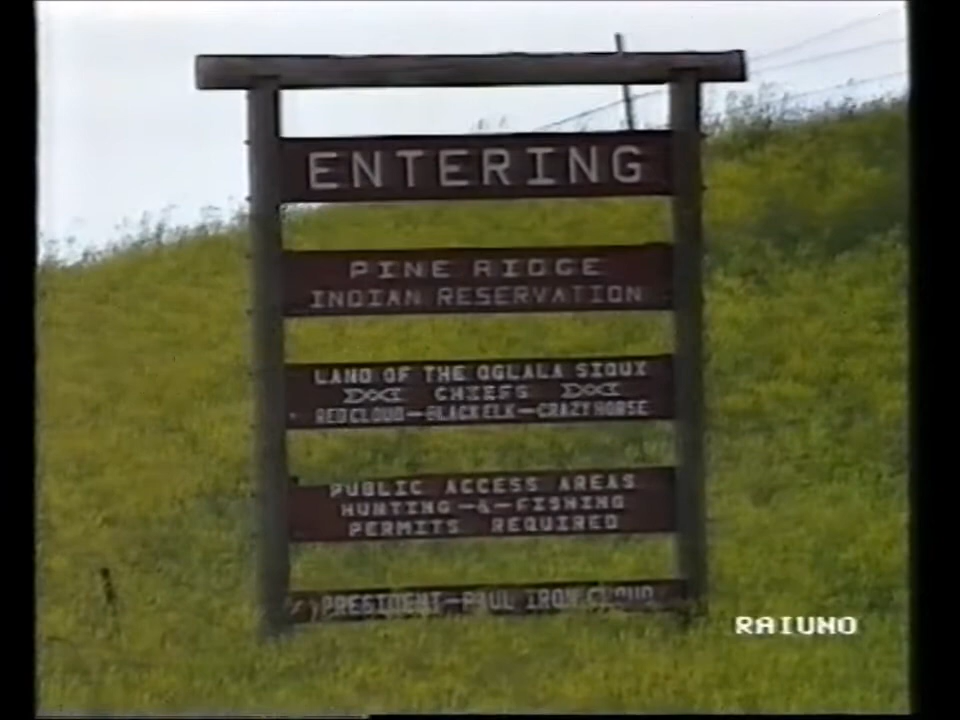 ENTERING
PINE RIDGE
INDIAN RESERVATION
LAND OF THE OGLALA SIOUX
CHIEFS
RED CLOUD—BLACK ELK—CRAZY HORSE
PUBLIC ACCESS AREAS
HUNTING—&—FISHING
PERMITS REQUIRED
PRESIDENT—PAUL IRON CLOUD
RAIUNO